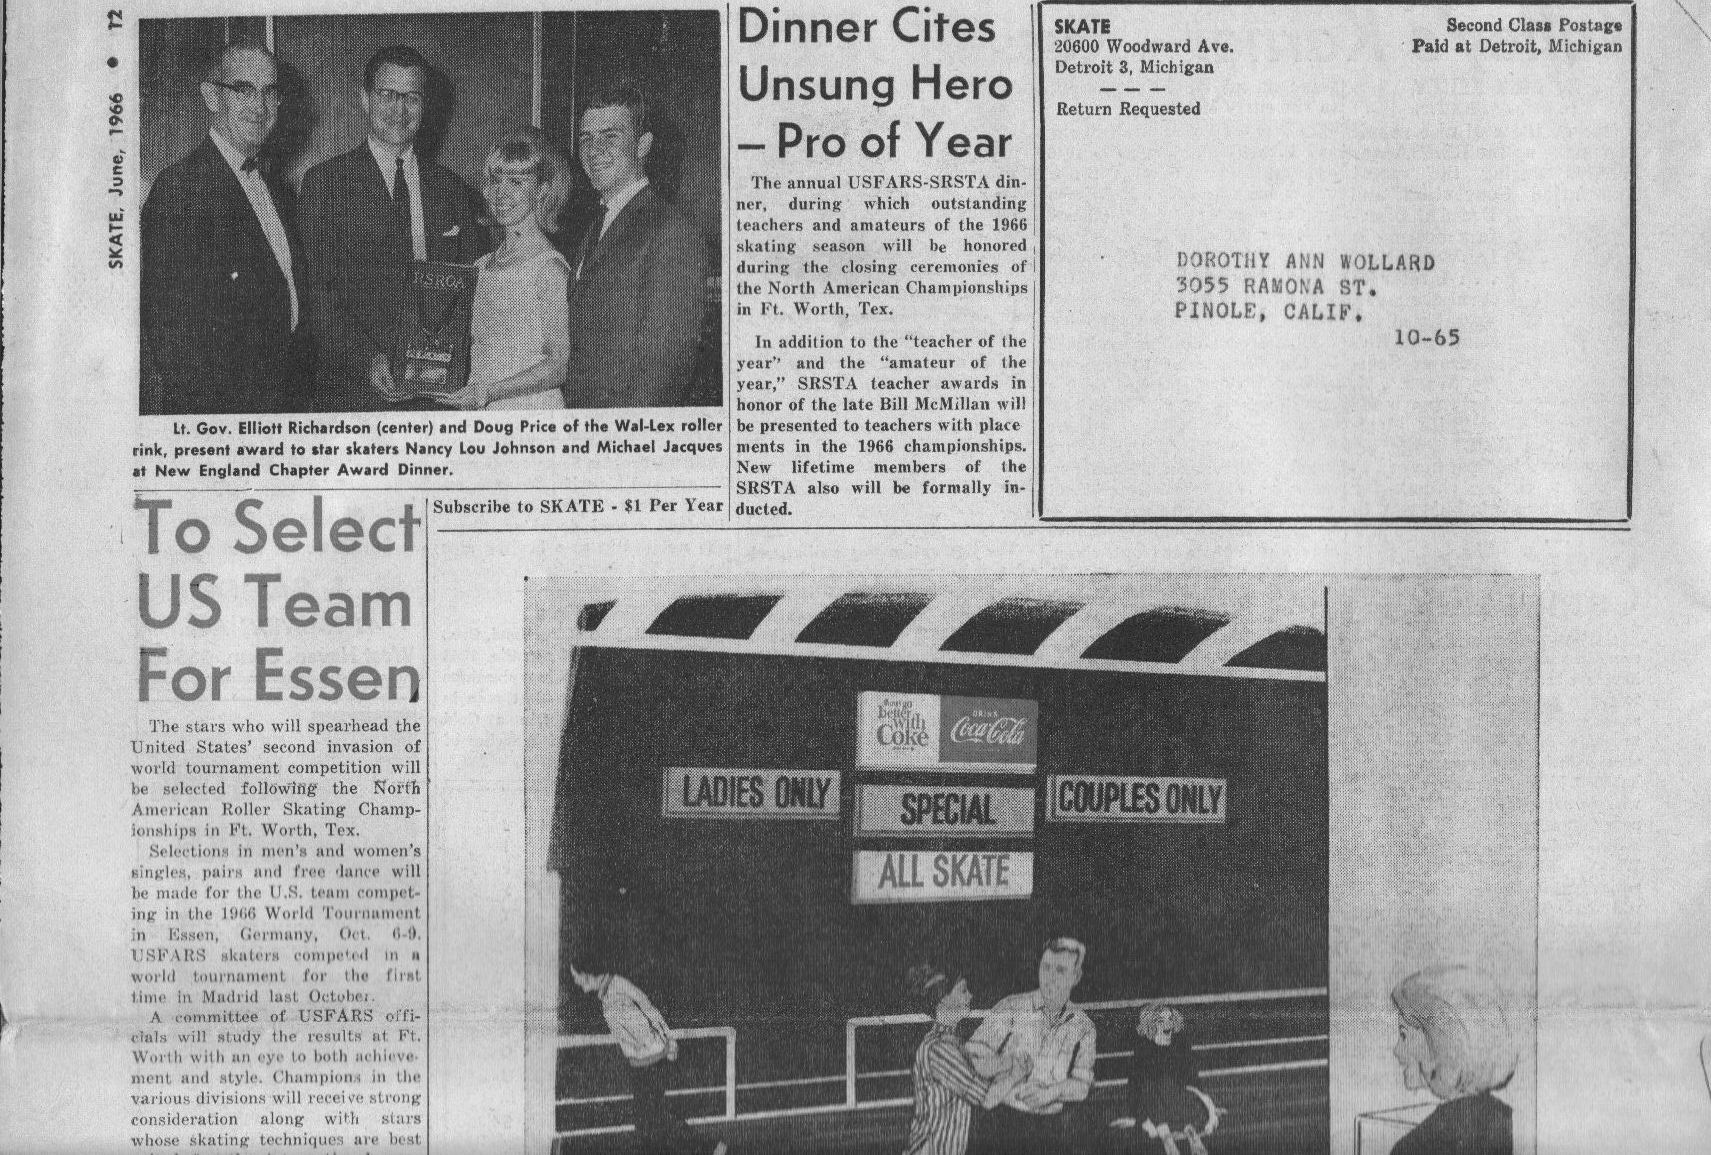 SKATE, June, 1966 • T2
USROA
Lt. Gov. Elliott Richardson (center) and Doug Price of the Wal-Lex roller
rink, present award to star skaters Nancy Lou Johnson and Michael Jacques
at New England Chapter Award Dinner.
To Select
US Team
For Essen
The stars who will spearhead the
United States' second invasion of
world tournament competition will
be selected following the North
American Roller Skating Champ-
ionships in Ft. Worth, Tex.
Selections in men's and women's
singles, pairs and free dance will
be made for the U.S. team compet-
ing in the 1966 World Tournament
in Essen, Germany, Oct. 6-9.
USFARS skaters competed in a
world tournament for the first
time in Madrid last October.
A committee of USFARS offi-
cials will study the results at Ft.
Worth with an eye to both achieve-
ment and style. Champions in the
various divisions will receive strong
consideration along with stars
whose skating techniques are best
Subscribe to SKATE - $1 Per Year
Dinner Cites
Unsung Hero
— Pro of Year
The annual USFARS-SRSTA din-
ner, during which outstanding
teachers and amateurs of the 1966
skating season will be honored
during the closing ceremonies of
the North American Championships
in Ft. Worth, Tex.
In addition to the "teacher of the
year" and the "amateur of the
year," SRSTA teacher awards in
honor of the late Bill McMillan will
be presented to teachers with place
ments in the 1966 championships.
New lifetime members of the
SRSTA also will be formally in-
ducted.
SKATE
20600 Woodward Ave.
Detroit 3, Michigan
— — —
Return Requested
Second Class Postage
Paid at Detroit, Michigan
DOROTHY ANN WOLLARD
3055 RAMONA ST.
PINOLE, CALIF.
10-65
things go
better
with
Coke
DRINK
Coca-Cola
LADIES ONLY
SPECIAL
COUPLES ONLY
ALL SKATE